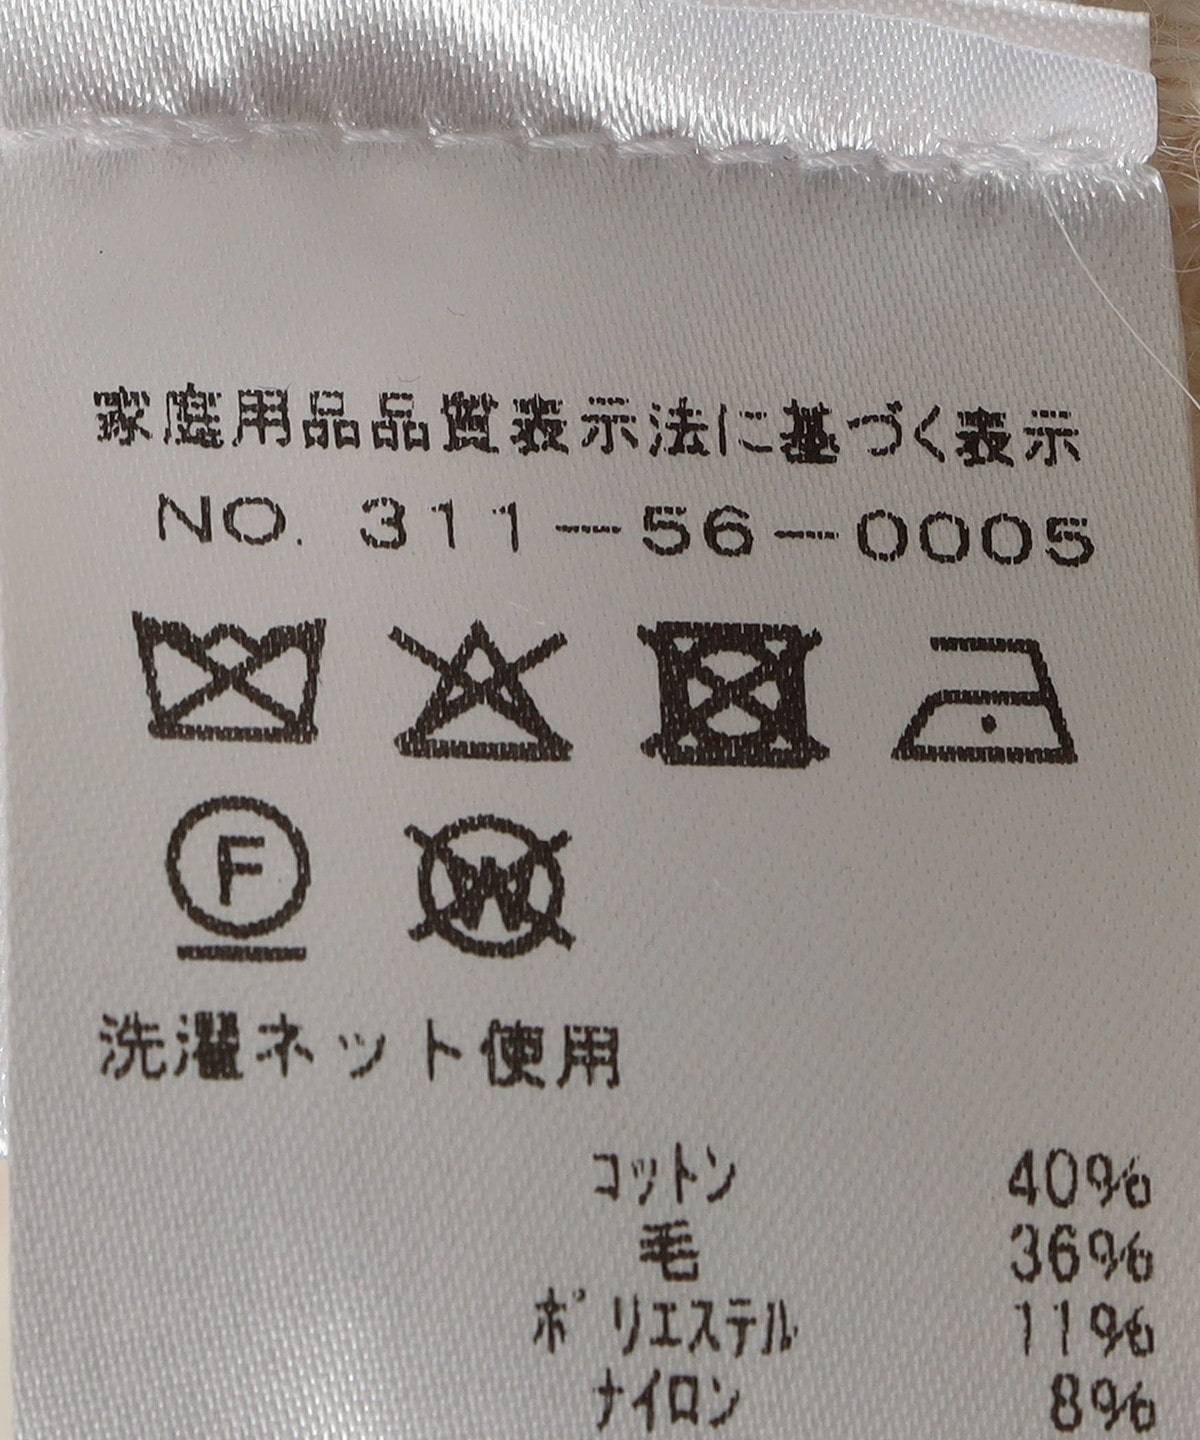 家庭用品品質表示法に基づく表示
NO. 311-56-0005
F
W
洗濯ネット使用
コットン 40%
毛 36%
ポリエステル 11%
ナイロン 8%